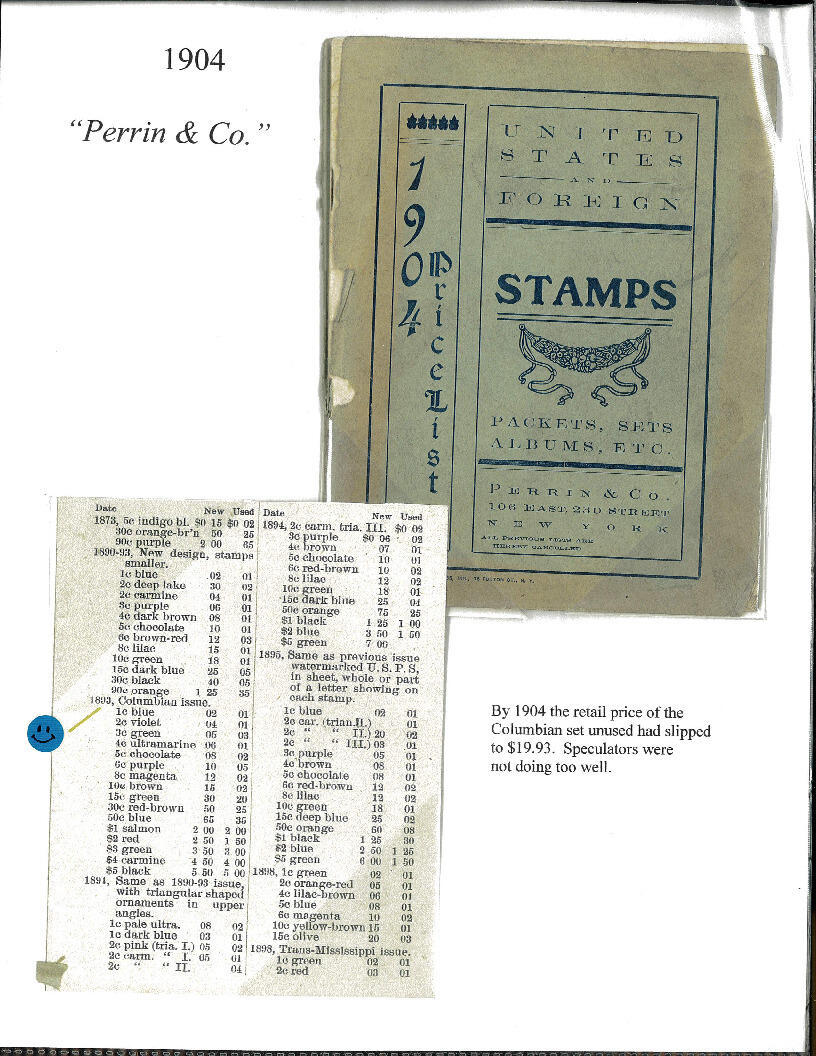 1904
“Perrin & Co.”
UNITED
STATES
AND
FOREIGN
1904
Price List
STAMPS
PACKETS, SETS
ALBUMS, ETC.
PERRIN & CO.
106 EAST 23D STREET
NEW YORK
ALL PREVIOUS LISTS ARE
HEREBY CANCELLED
Date New Used
1873, 5c indigo bl. $0 15 $0 02
30c orange-br'n 50 25
90c purple 2 00 65
1890-93, New design, stamps
smaller.
1c blue .02 01
2c deep lake 30 02
2c carmine 04 01
3c purple 06 01
4c dark brown 08 01
5c chocolate 10 01
6c brown-red 12 03
8c lilac 15 01
10c green 18 01
15c dark blue 25 05
30c black 40 05
90c orange 1 25 35
1893, Columbian issue.
1c blue 02 01
2c violet 04 01
3c green 05 03
4c ultramarine 06 01
5c chocolate 08 02
6c purple 10 05
8c magenta 12 02
10c brown 15 02
15c green 30 20
30c red-brown 50 25
50c blue 65 35
$1 salmon 2 00 2 00
$2 red 2 50 1 50
$3 green 3 50 3 00
$4 carmine 4 50 4 00
$5 black 5 50 5 00
1894, Same as 1890-93 issue,
with triangular shaped
ornaments in upper
angles.
1c pale ultra. 08 02
1c dark blue 03 01
2c pink (tria. I.) 05 02
2c carm. “ I. 05 01
2c “ “ II. 04
Date New Used
1894, 2c carm. tria. III. $0 02
3c purple $0 06 02
4c brown 07 01
5c chocolate 10 01
6c red-brown 10 02
8c lilac 12 02
10c green 18 01
15c dark blue 25 04
50c orange 75 25
$1 black 1 25 1 00
$2 blue 3 50 1 50
$5 green 7 00
1895, Same as previous issue
watermarked U. S. P. S,
in sheet, whole or part
of a letter showing on
each stamp.
1c blue 02 01
2c car. (trian.II.) 01
2c “ “ II.) 20 02
2c “ “ III.) 03 01
3c purple 05 01
4c brown 08 01
5c chocolate 08 01
6c red-brown 12 02
8c lilac 12 02
10c green 18 01
15c deep blue 25 02
50c orange 60 08
$1 black 1 25 30
$2 blue 2 50 1 25
$5 green 6 00 1 50
1898, 1c green 02 01
2c orange-red 05 01
4c lilac-brown 06 01
5c blue 08 01
6c magenta 10 02
10c yellow-brown 15 01
15c olive 20 03
1898, Trans-Mississippi issue.
1c green 02 01
2c red 03 01
By 1904 the retail price of the
Columbian set unused had slipped
to $19.93. Speculators were
not doing too well.